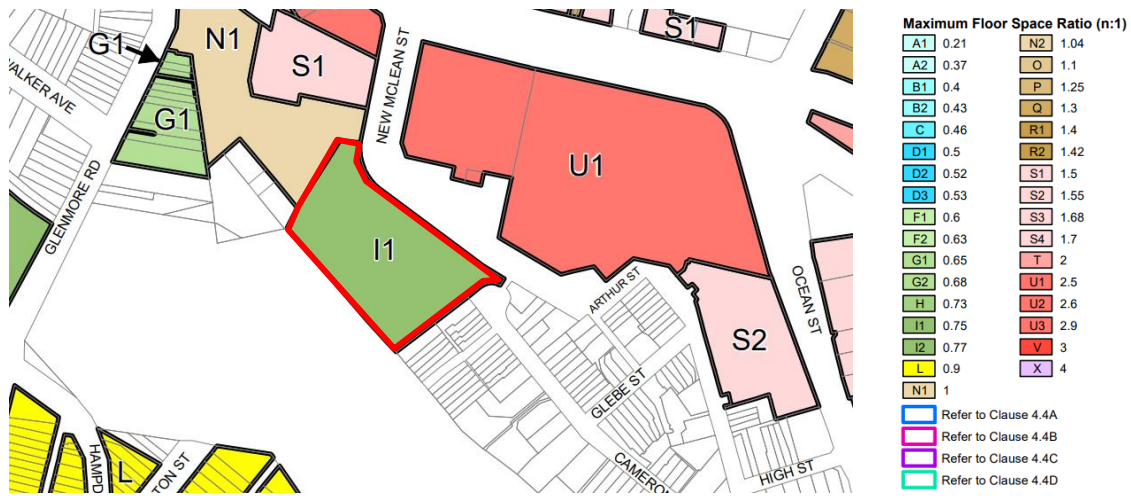 G1
N1
S1
S1
WALKER AVE
NEW MCLEAN ST
G1
U1
GLENMORE RD
I1
ARTHUR ST
OCEAN ST
S2
GLEBE ST
L
HAMPD
TON ST
CAMERON
HIGH ST
Maximum Floor Space Ratio (n:1)
A1 0.21
A2 0.37
B1 0.4
B2 0.43
C 0.46
D1 0.5
D2 0.52
D3 0.53
F1 0.6
F2 0.63
G1 0.65
G2 0.68
H 0.73
I1 0.75
I2 0.77
L 0.9
N1 1
N2 1.04
O 1.1
P 1.25
Q 1.3
R1 1.4
R2 1.42
S1 1.5
S2 1.55
S3 1.68
S4 1.7
T 2
U1 2.5
U2 2.6
U3 2.9
V 3
X 4
Refer to Clause 4.4A
Refer to Clause 4.4B
Refer to Clause 4.4C
Refer to Clause 4.4D